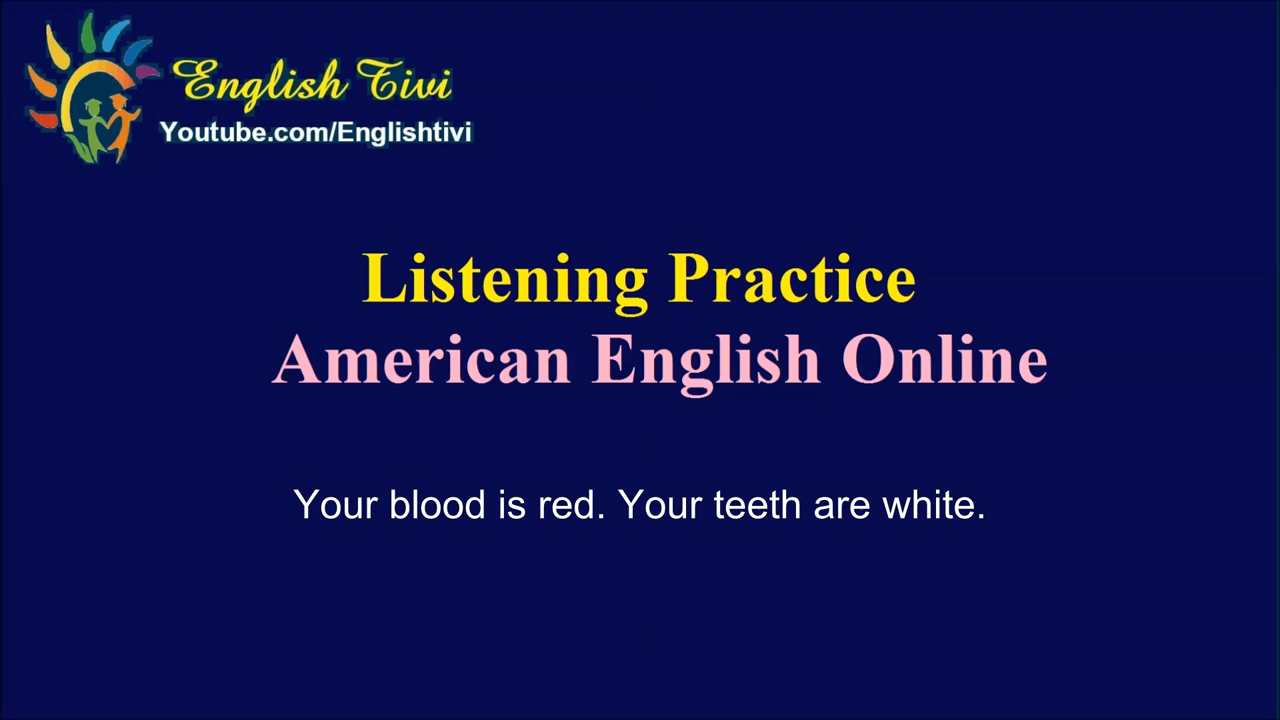 English Tivi
Youtube.com/Englishtivi
Listening Practice
American English Online
Your blood is red. Your teeth are white.